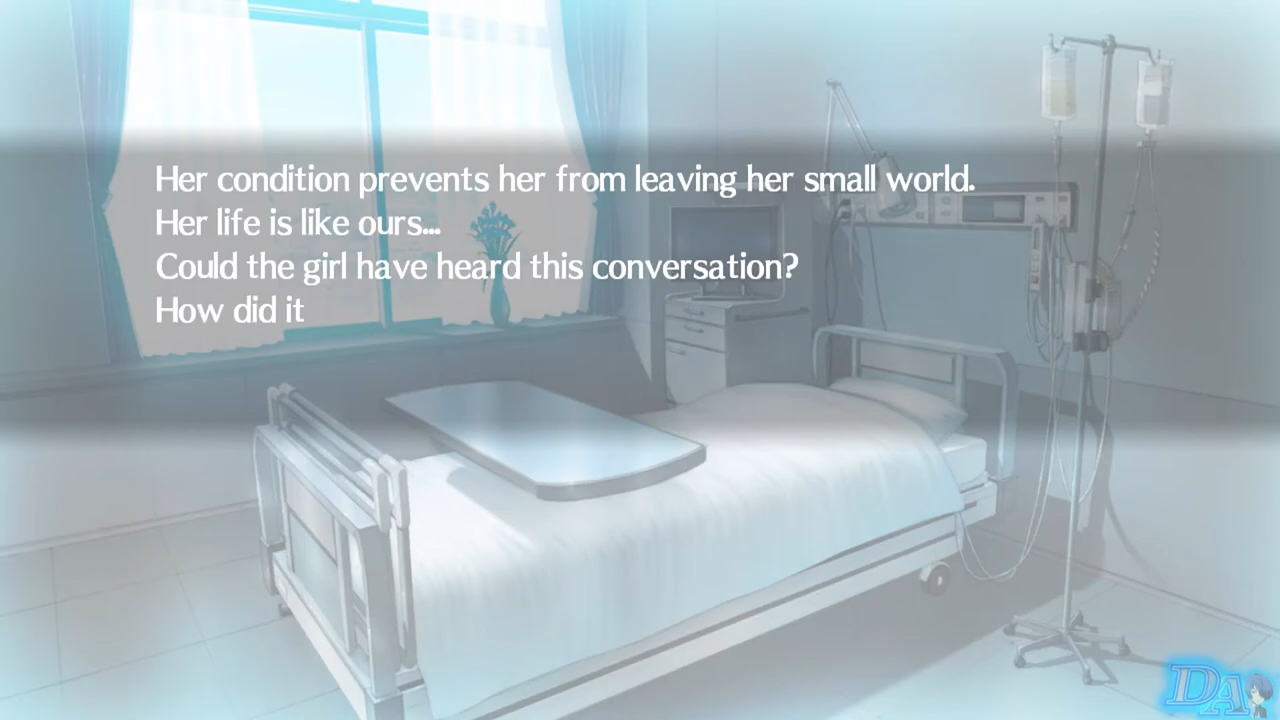 Her condition prevents her from leaving her small world.
Her life is like ours...
Could the girl have heard this conversation?
How did it
DA